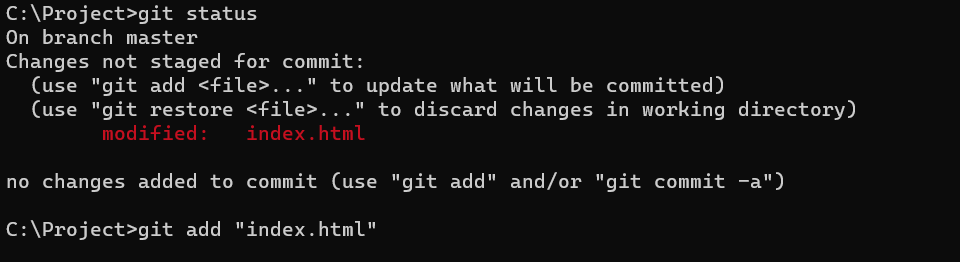 C:\Project>git status
On branch master
Changes not staged for commit:
  (use "git add <file>..." to update what will be committed)
  (use "git restore <file>..." to discard changes in working directory)
        modified:   index.html

no changes added to commit (use "git add" and/or "git commit -a")

C:\Project>git add "index.html"